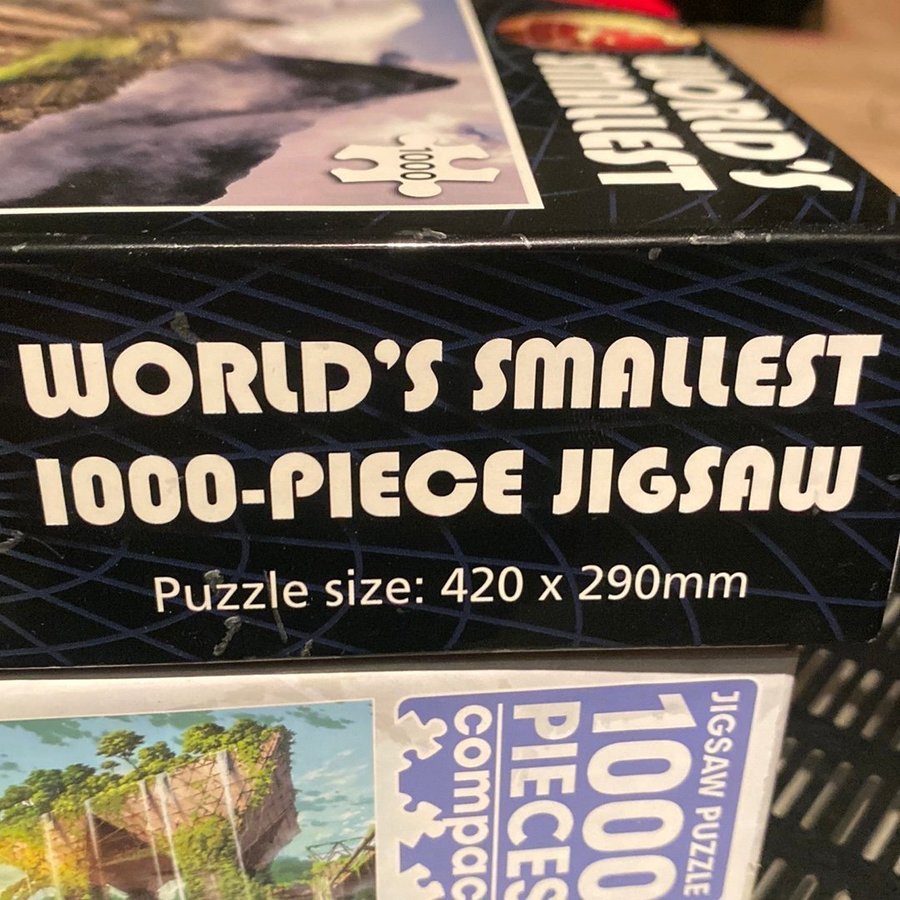 WORLD'S
SMALLEST
1000
WORLD'S SMALLEST
1000-PIECE JIGSAW
Puzzle size: 420 x 290mm
JIGSAW PUZZLE
1000
PIECES
compac